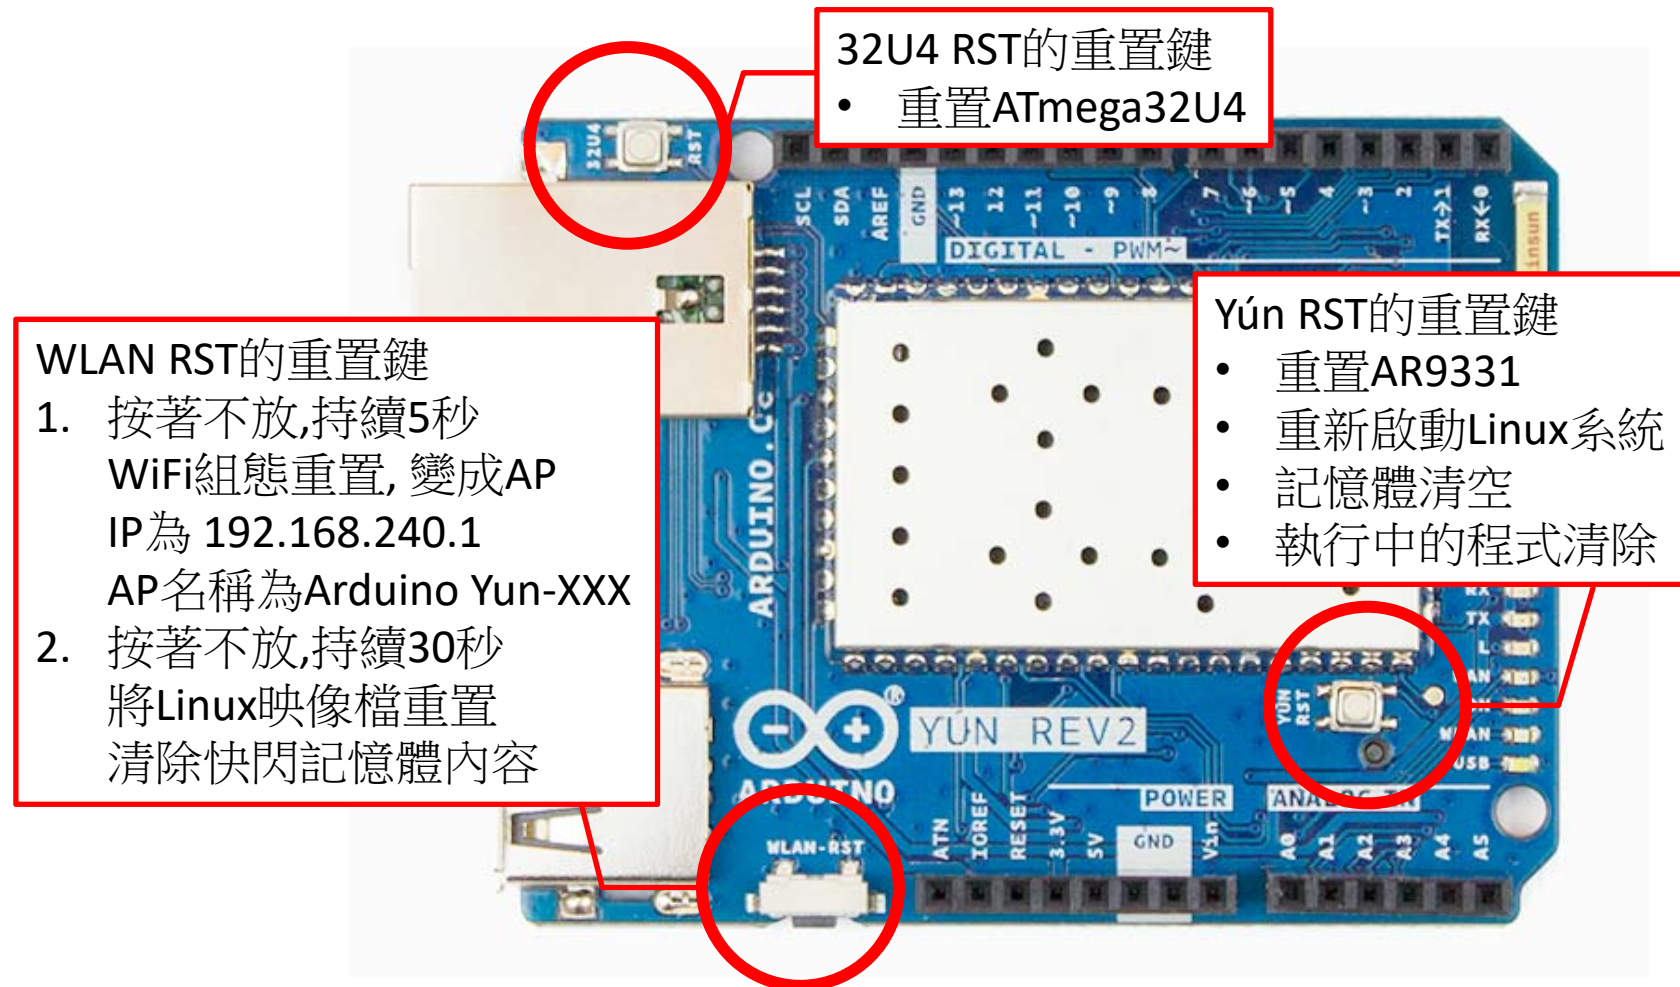 32U4 RST的重置鍵
• 重置ATmega32U4
32U4
RST
SCL
SDA
AREF
GND
~13
12
~11
~10
~9
8
7
~6
~5
4
~3
2
TX→1
RX←0
DIGITAL - PWM~
insun
WLAN RST的重置鍵
1. 按著不放,持續5秒
WiFi組態重置, 變成AP
IP為 192.168.240.1
AP名稱為Arduino Yun-XXX
2. 按著不放,持續30秒
將Linux映像檔重置
清除快閃記憶體內容
Yún RST的重置鍵
• 重置AR9331
• 重新啟動Linux系統
• 記憶體清空
• 執行中的程式清除
ARDUINO.Cc
RX
TX
L
WLAN
USB
YÚN
RST
®
YÚN REV2
ARDUINO
WLAN-RST
POWER
ANALOG IN
ATN
IOREF
RESET
3.3V
5V
GND
Vin
A0
A1
A2
A3
A4
A5